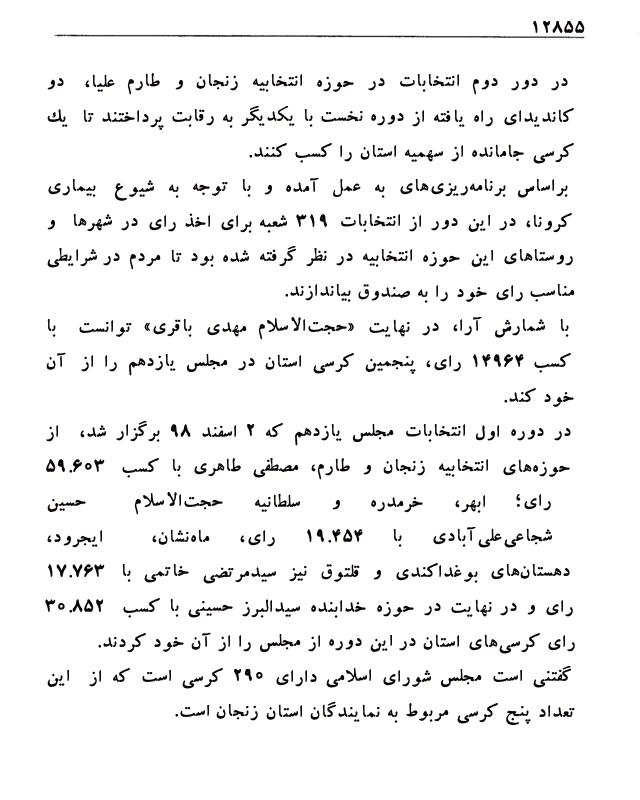 ۱۲۸۵۵
در دور دوم انتخابات در حوزه انتخابیه زنجان و طارم علیا، دو
کاندیدای راه یافته از دوره نخست با یکدیگر به رقابت پرداختند تا یك
کرسی جامانده از سهمیه استان را کسب کنند.
براساس برنامه‌ریزی‌های به عمل آمده و با توجه به شیوع بیماری
کرونا، در این دور از انتخابات ۳۱۹ شعبه برای اخذ رای در شهرها و
روستاهای این حوزه انتخابیه در نظر گرفته شده بود تا مردم در شرایطی
مناسب رای خود را به صندوق بیاندازند.
با شمارش آرا، در نهایت «حجت‌الاسلام مهدی باقری» توانست با
کسب ۱۴۹۶۴ رای، پنجمین کرسی استان در مجلس یازدهم را از آن
خود کند.
در دوره اول انتخابات مجلس یازدهم که ۲ اسفند ۹۸ برگزار شد، از
حوزه‌های انتخابیه زنجان و طارم، مصطفی طاهری با کسب ۵۹.۶۰۳
رای؛ ابهر، خرمدره و سلطانیه حجت‌الاسلام حسین
شجاعی‌علی‌آبادی با ۱۹.۴۵۴ رای، ماه‌نشان، ایجرود،
دهستان‌های بوغداکندی و قلتوق نیز سیدمرتضی خاتمی با ۱۷.۷۶۳
رای و در نهایت در حوزه خدابنده سیدالبرز حسینی با کسب ۳۰.۸۵۲
رای کرسی‌های استان در این دوره از مجلس را از آن خود کردند.
گفتنی است مجلس شورای اسلامی دارای ۲۹۰ کرسی است که از این
تعداد پنج کرسی مربوط به نمایندگان استان زنجان است.